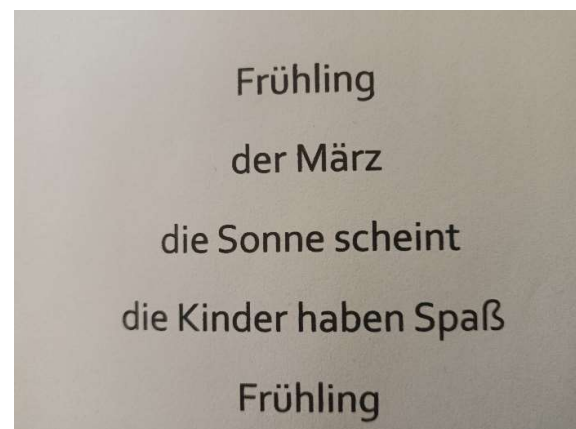 Frühling
der März
die Sonne scheint
die Kinder haben Spaß
Frühling